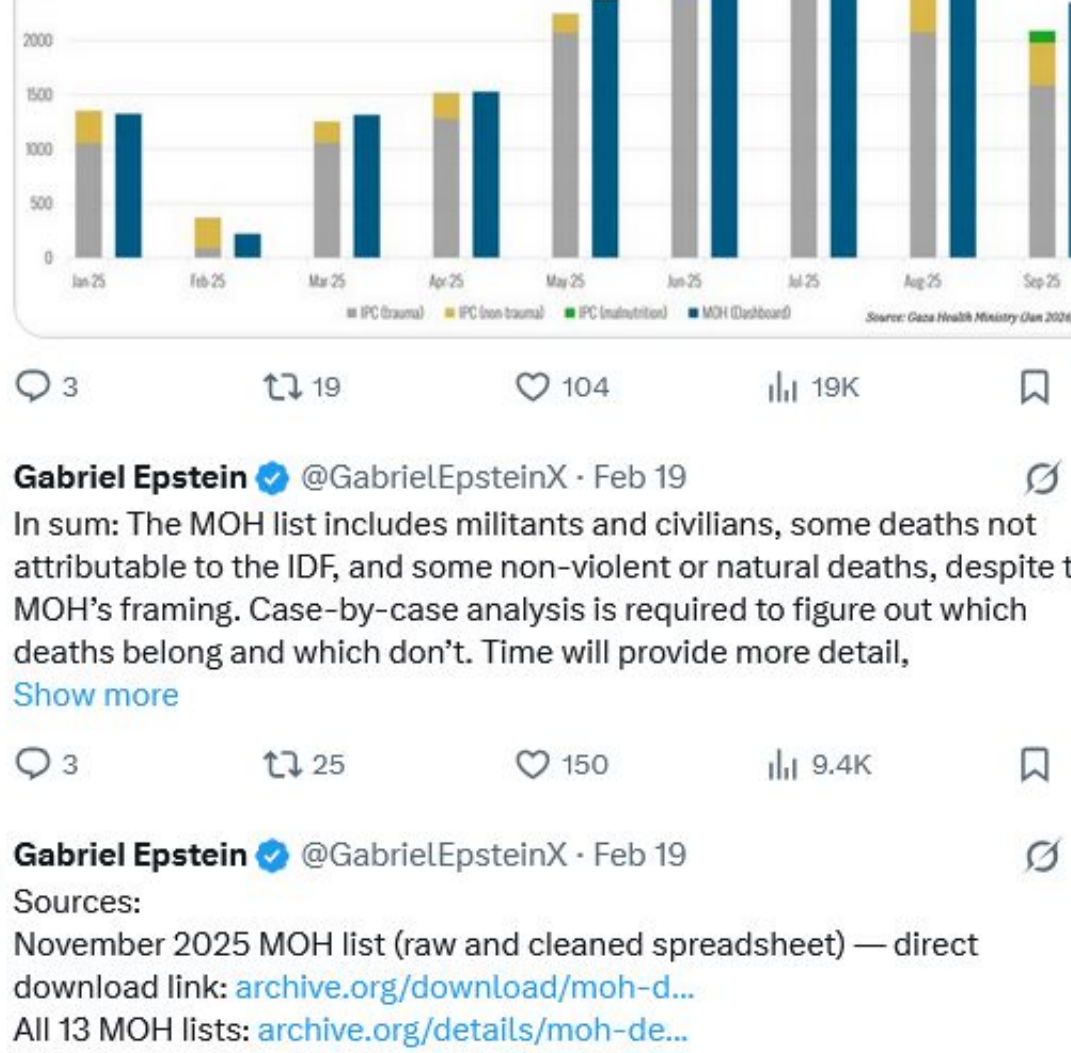 2000
1500
1000
500
0
Jan-25 Feb-25 Mar-25 Apr-25 May-25 Jun-25 Jul-25 Aug-25 Sep-25
IPC (trauma) IPC (non-trauma) IPC (malnutrition) MOH (Dashboard)
Source: Gaza Health Ministry (Jan 2026
3 19 104 19K
Gabriel Epstein @GabrielEpsteinX · Feb 19
In sum: The MOH list includes militants and civilians, some deaths not
attributable to the IDF, and some non-violent or natural deaths, despite t
MOH’s framing. Case-by-case analysis is required to figure out which
deaths belong and which don’t. Time will provide more detail,
Show more
3 25 150 9.4K
Gabriel Epstein @GabrielEpsteinX · Feb 19
Sources:
November 2025 MOH list (raw and cleaned spreadsheet) — direct
download link: archive.org/download/moh-d...
All 13 MOH lists: archive.org/details/moh-de...